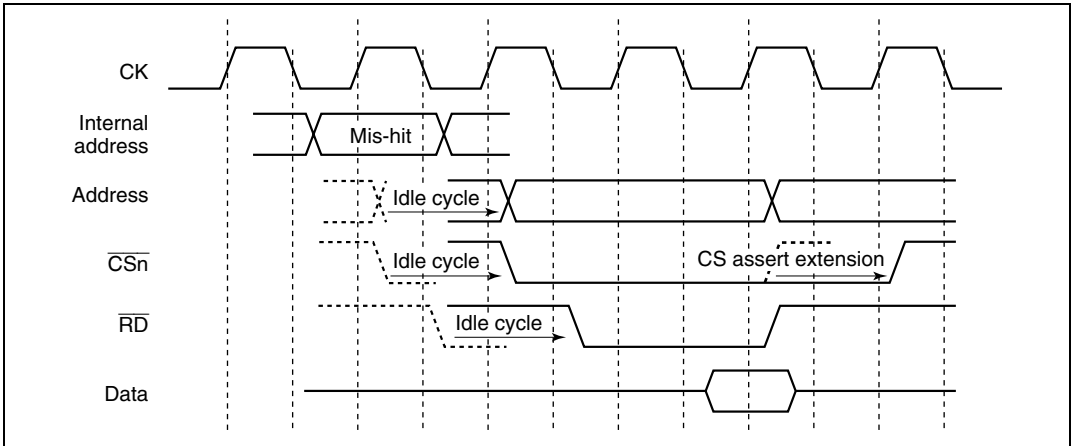 CK
Internal
address
Mis-hit
Address
Idle cycle
CSn
Idle cycle
CS assert extension
RD
Idle cycle
Data